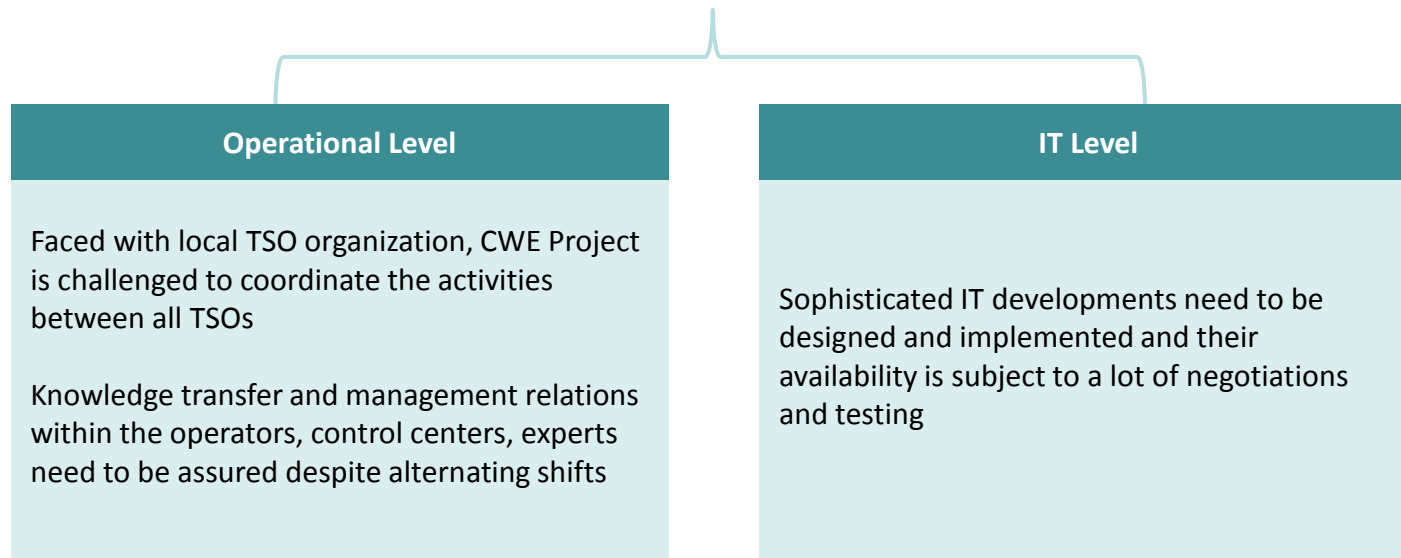 Operational Level
Faced with local TSO organization, CWE Project
is challenged to coordinate the activities
between all TSOs
Knowledge transfer and management relations
within the operators, control centers, experts
need to be assured despite alternating shifts
IT Level
Sophisticated IT developments need to be
designed and implemented and their
availability is subject to a lot of negotiations
and testing